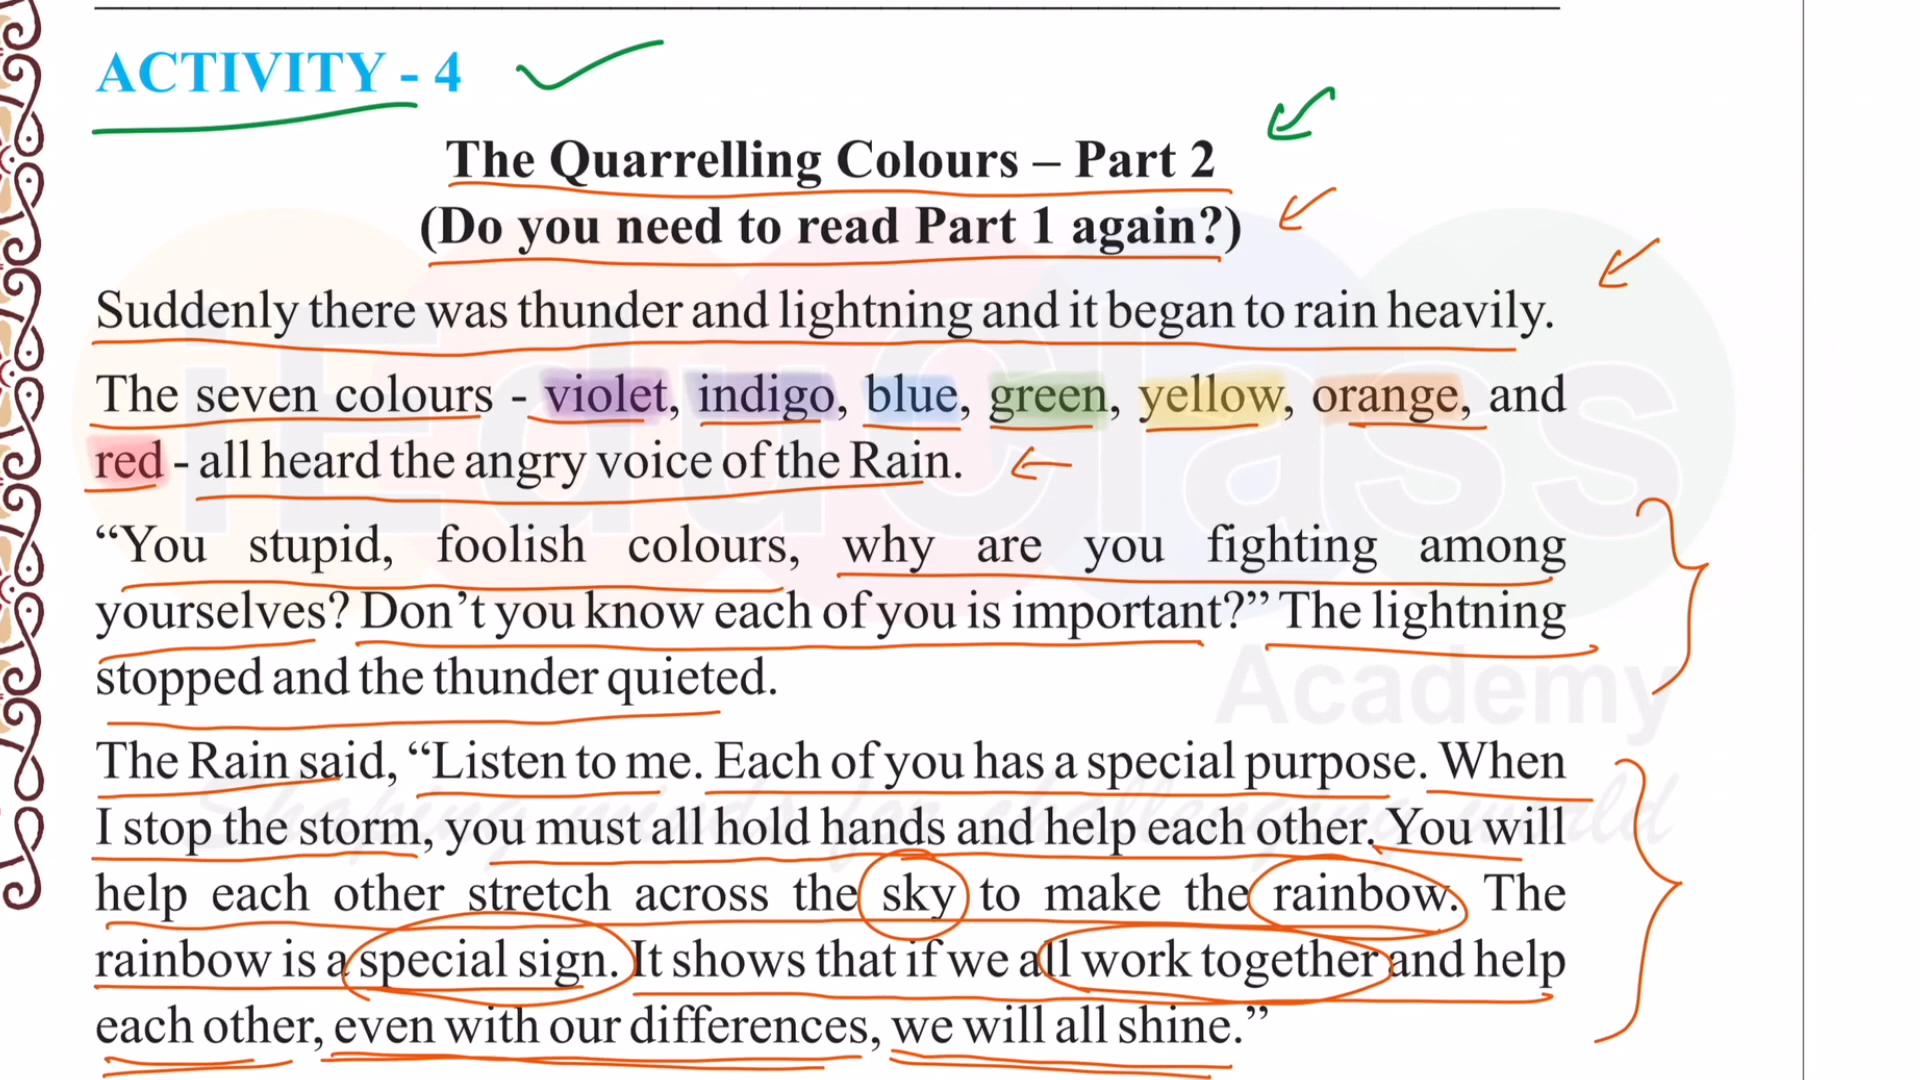 ACTIVITY - 4
The Quarrelling Colours – Part 2
(Do you need to read Part 1 again?)
Suddenly there was thunder and lightning and it began to rain heavily.
The seven colours - violet, indigo, blue, green, yellow, orange, and
red - all heard the angry voice of the Rain.
“You stupid, foolish colours, why are you fighting among
yourselves? Don’t you know each of you is important?” The lightning
stopped and the thunder quieted.
The Rain said, “Listen to me. Each of you has a special purpose. When
I stop the storm, you must all hold hands and help each other. You will
help each other stretch across the sky to make the rainbow. The
rainbow is a special sign. It shows that if we all work together and help
each other, even with our differences, we will all shine.”
iEduClass
Academy
Shaping minds for challenging world